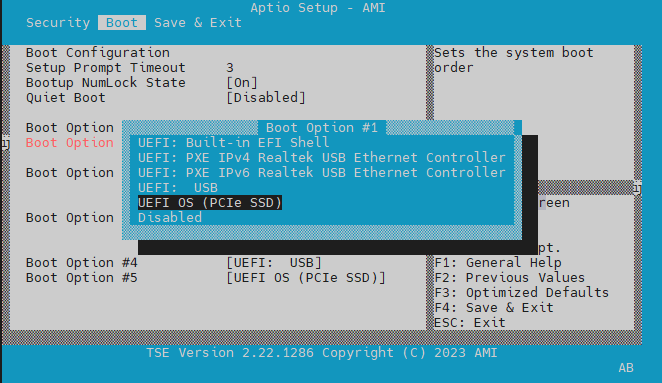 Aptio Setup - AMI
Security Boot Save & Exit
Boot Configuration
Setup Prompt Timeout 3
Bootup NumLock State [On]
Quiet Boot [Disabled]
Sets the system boot
order
Boot Option
Boot Option
Boot Option
Boot Option
Boot Option #1
UEFI: Built-in EFI Shell
UEFI: PXE IPv4 Realtek USB Ethernet Controller
UEFI: PXE IPv6 Realtek USB Ethernet Controller
UEFI:  USB
UEFI OS (PCIe SSD)
Disabled
Boot Option #4 [UEFI:  USB]
Boot Option #5 [UEFI OS (PCIe SSD)]
reen
pt.
F1: General Help
F2: Previous Values
F3: Optimized Defaults
F4: Save & Exit
ESC: Exit
TSE Version 2.22.1286 Copyright (C) 2023 AMI
AB